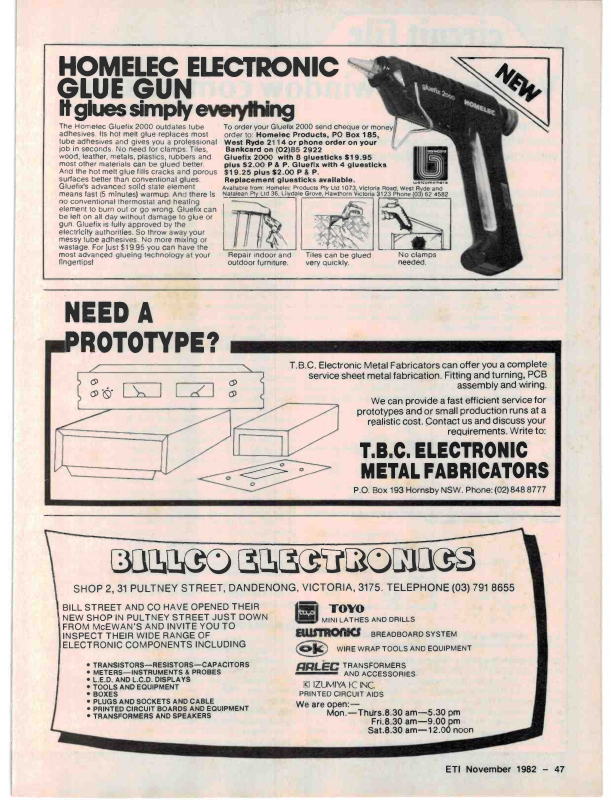 HOMELEC ELECTRONIC
GLUE GUN
It glues simply everything
The Homelec Gluefix 2000 outdates tube
adhesives. Its hot melt glue replaces most
tube adhesives and gives you a professional
job in seconds. No need for clamps. Tiles,
wood, leather, metals, plastics, rubbers and
most other materials can be glued better.
And the hot melt glue fills cracks and porous
surfaces better than conventional glues.
Gluefix's advanced solid state element
means fast (5 minutes) warmup. And there is
no conventional thermostat and heating
element to burn out or go wrong. Gluefix can
be left on all day without damage to glue or
gun. Gluefix is fully approved by the
electricity authorities. So throw away your
messy tube adhesives. No more mixing or
wastage. For just $19.95 you can have the
most advanced glueing technology at your
fingertips!
To order your Gluefix 2000 send cheque or money
order to: Homelec Products, PO Box 185,
West Ryde 2114 or phone order on your
Bankcard on (02)85 2922
Gluefix 2000 with 8 gluesticks $19.95
plus $2.00 P & P. Gluefix with 4 gluesticks
$19.25 plus $2.00 P & P.
Replacement gluesticks available.
Available from: Homelec Products Pty Ltd 1073, Victoria Road, West Ryde and
Natalean Pty Ltd 36, Lilydale Grove, Hawthorn Victoria 3123 Phone (03) 62 4582
Repair indoor and
outdoor furniture.
Tiles can be glued
very quickly.
No clamps
needed.
gluefix 2000
HOMELEC
NEW
NEED A
PROTOTYPE?
T.B.C. Electronic Metal Fabricators can offer you a complete
service sheet metal fabrication. Fitting and turning, PCB
assembly and wiring.
We can provide a fast efficient service for
prototypes and or small production runs at a
realistic cost. Contact us and discuss your
requirements. Write to:
T.B.C. ELECTRONIC
METAL FABRICATORS
P.O. Box 193 Hornsby NSW. Phone: (02) 848 8777
BILLCO ELECTRONICS
SHOP 2, 31 PULTNEY STREET, DANDENONG, VICTORIA, 3175. TELEPHONE (03) 791 8655
BILL STREET AND CO HAVE OPENED THEIR
NEW SHOP IN PULTNEY STREET JUST DOWN
FROM McEWAN'S AND INVITE YOU TO
INSPECT THEIR WIDE RANGE OF
ELECTRONIC COMPONENTS INCLUDING
• TRANSISTORS—RESISTORS—CAPACITORS
• METERS—INSTRUMENTS & PROBES
• L.E.D. AND L.C.D. DISPLAYS
• TOOLS AND EQUIPMENT
• BOXES
• PLUGS AND SOCKETS AND CABLE
• PRINTED CIRCUIT BOARDS AND EQUIPMENT
• TRANSFORMERS AND SPEAKERS
TOYO
MINI LATHES AND DRILLS
BREADBOARD SYSTEM
OK WIRE WRAP TOOLS AND EQUIPMENT
ARLEC TRANSFORMERS
AND ACCESSORIES
IZUMIYA IC INC.
PRINTED CIRCUIT AIDS
We are open:—
Mon.—Thurs.8.30 am—5.30 pm
Fri.8.30 am—9.00 pm
Sat.8.30 am—12.00 noon
ETI November 1982 – 47